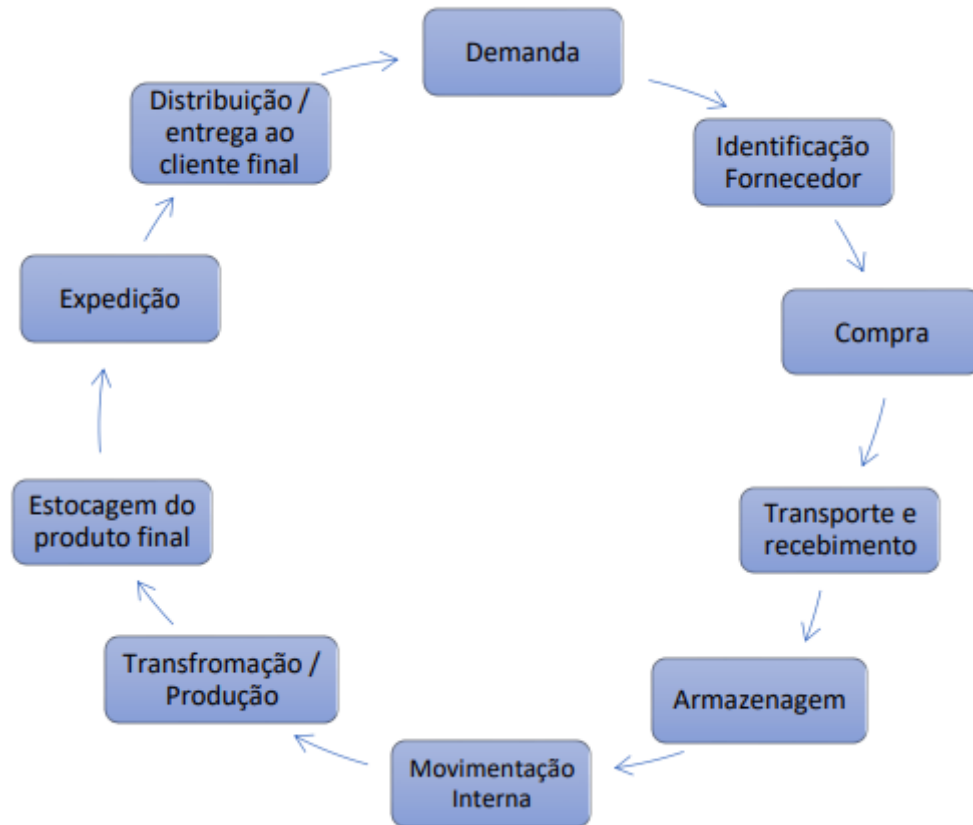 Demanda
Identificação
Fornecedor
Compra
Transporte e
recebimento
Armazenagem
Movimentação
Interna
Transfromação /
Produção
Estocagem do
produto final
Expedição
Distribuição /
entrega ao
cliente final